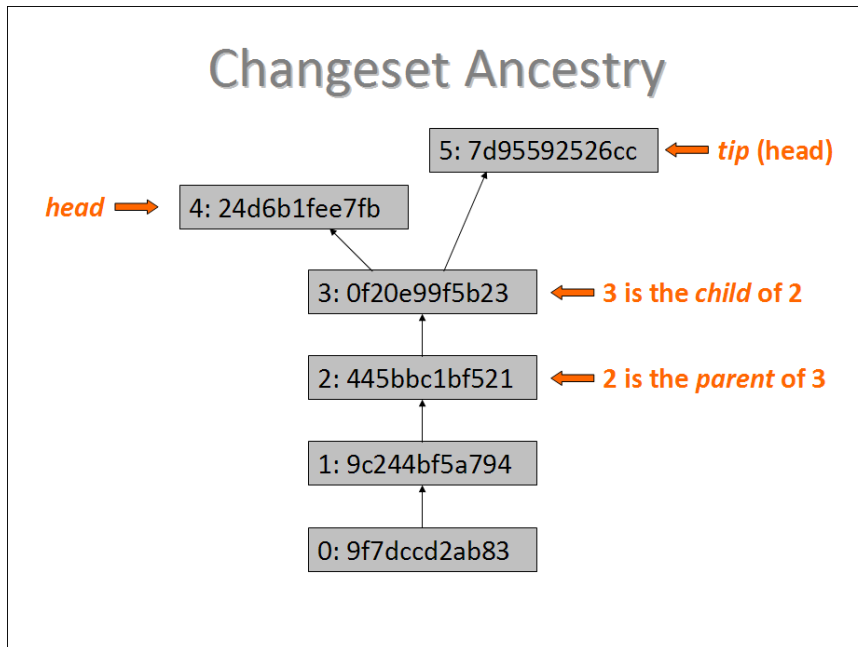 Changeset Ancestry
5: 7d95592526cc
tip (head)
head
4: 24d6b1fee7fb
3: 0f20e99f5b23
3 is the child of 2
2: 445bbc1bf521
2 is the parent of 3
1: 9c244bf5a794
0: 9f7dccd2ab83